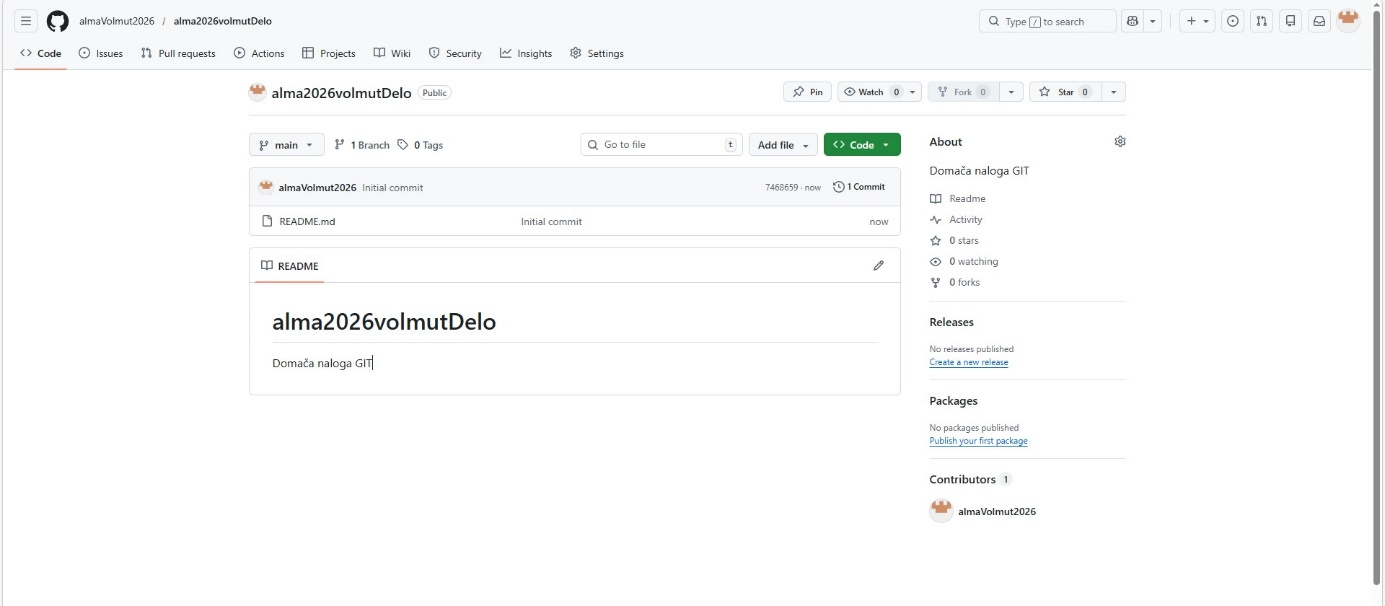 almaVolmut2026 / alma2026volmutDelo
Type / to search
Code Issues Pull requests Actions Projects Wiki Security Insights Settings
alma2026volmutDelo Public
Pin Watch 0 Fork 0 Star 0
main 1 Branch 0 Tags Go to file t Add file Code
almaVolmut2026 Initial commit 7468659 · now 1 Commit
README.md Initial commit now
README
alma2026volmutDelo
Domača naloga GIT
About
Domača naloga GIT
Readme
Activity
0 stars
0 watching
0 forks
Releases
No releases published
Create a new release
Packages
No packages published
Publish your first package
Contributors 1
almaVolmut2026